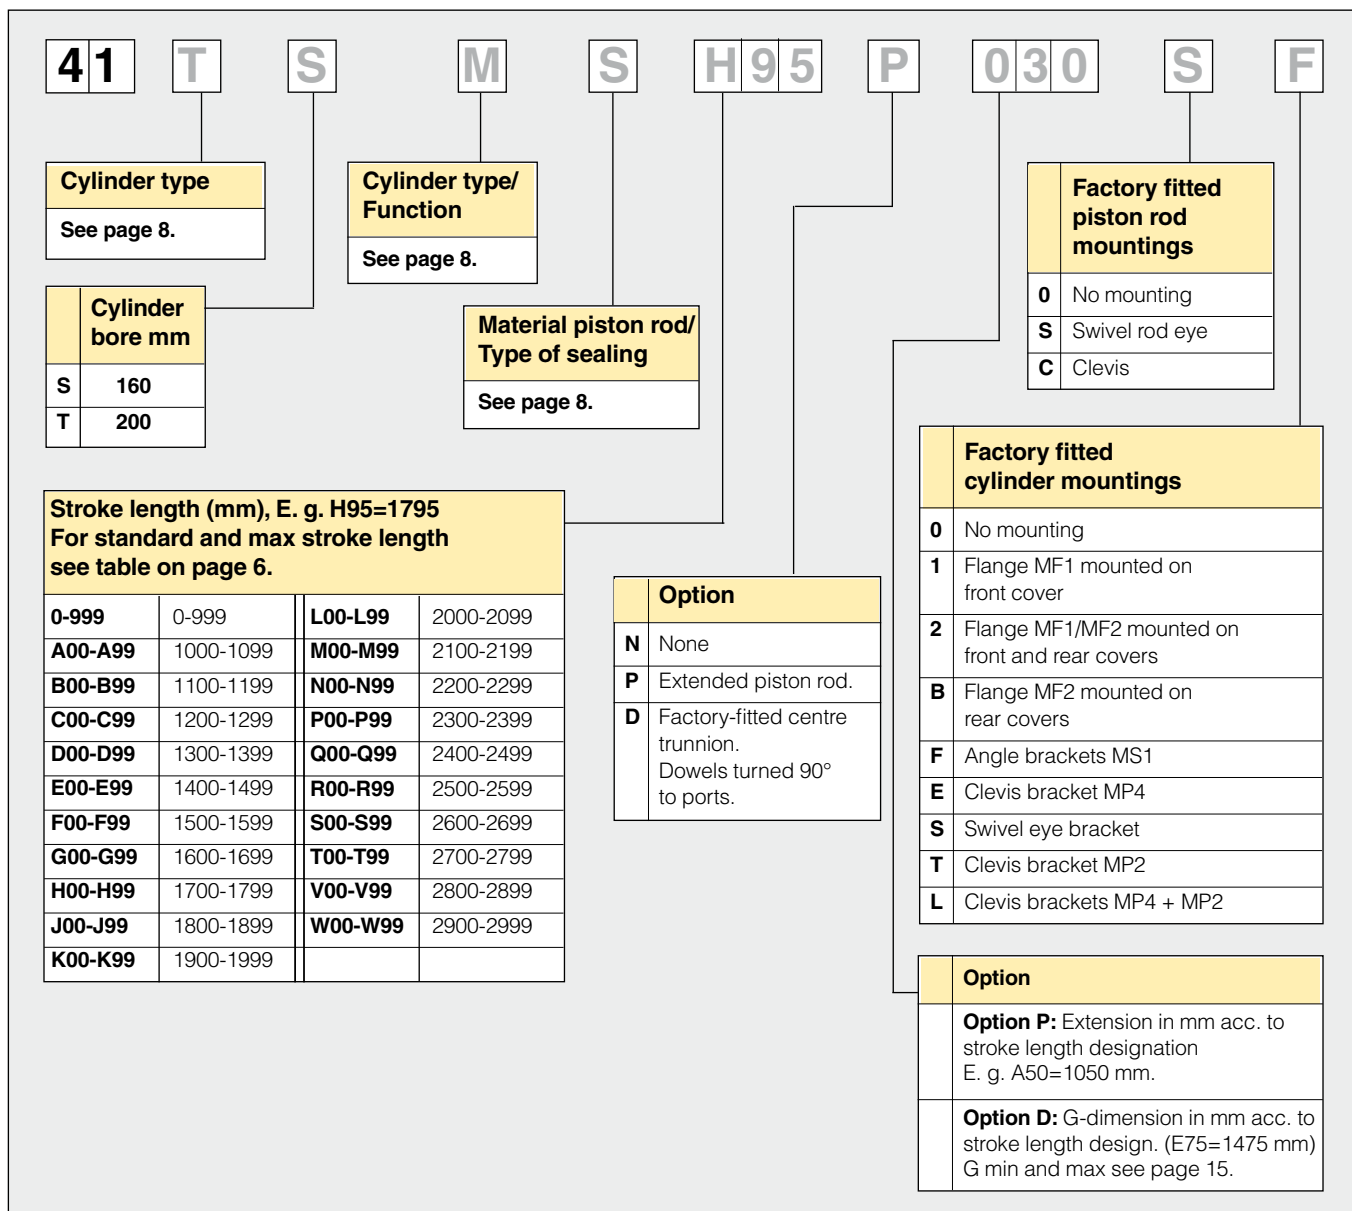 41 T S M S H95 P 030 S F
Cylinder type
See page 8.
Cylinder type/
Function
See page 8.
Factory fitted
piston rod
mountings
0 No mounting
S Swivel rod eye
C Clevis
Cylinder
bore mm
S 160
T 200
Material piston rod/
Type of sealing
See page 8.
Factory fitted
cylinder mountings
0 No mounting
1 Flange MF1 mounted on
front cover
2 Flange MF1/MF2 mounted on
front and rear covers
B Flange MF2 mounted on
rear covers
F Angle brackets MS1
E Clevis bracket MP4
S Swivel eye bracket
T Clevis bracket MP2
L Clevis brackets MP4 + MP2
Stroke length (mm), E. g. H95=1795
For standard and max stroke length
see table on page 6.
0-999 0-999 L00-L99 2000-2099
A00-A99 1000-1099 M00-M99 2100-2199
B00-B99 1100-1199 N00-N99 2200-2299
C00-C99 1200-1299 P00-P99 2300-2399
D00-D99 1300-1399 Q00-Q99 2400-2499
E00-E99 1400-1499 R00-R99 2500-2599
F00-F99 1500-1599 S00-S99 2600-2699
G00-G99 1600-1699 T00-T99 2700-2799
H00-H99 1700-1799 V00-V99 2800-2899
J00-J99 1800-1899 W00-W99 2900-2999
K00-K99 1900-1999
Option
N None
P Extended piston rod.
D Factory-fitted centre
trunnion.
Dowels turned 90°
to ports.
Option
Option P: Extension in mm acc. to
stroke length designation
E. g. A50=1050 mm.
Option D: G-dimension in mm acc. to
stroke length design. (E75=1475 mm)
G min and max see page 15.